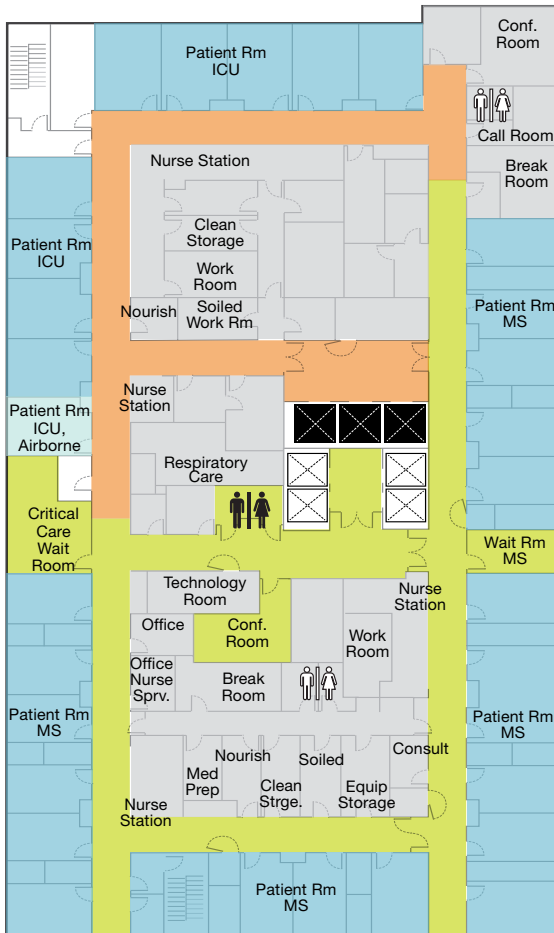 Conf.
Room
Patient Rm
ICU
Call Room
Break
Room
Nurse Station
Clean
Storage
Work
Room
Patient Rm
ICU
Nourish
Soiled
Work Rm
Patient Rm
MS
Nurse
Station
Patient Rm
ICU,
Airborne
Respiratory
Care
Critical
Care
Wait
Room
Wait Rm
MS
Technology
Room
Nurse
Station
Office
Conf.
Room
Work
Room
Office
Nurse
Sprv.
Break
Room
Patient Rm
MS
Patient Rm
MS
Nourish
Soiled
Consult
Med
Prep
Clean
Strge.
Equip
Storage
Nurse
Station
Patient Rm
MS